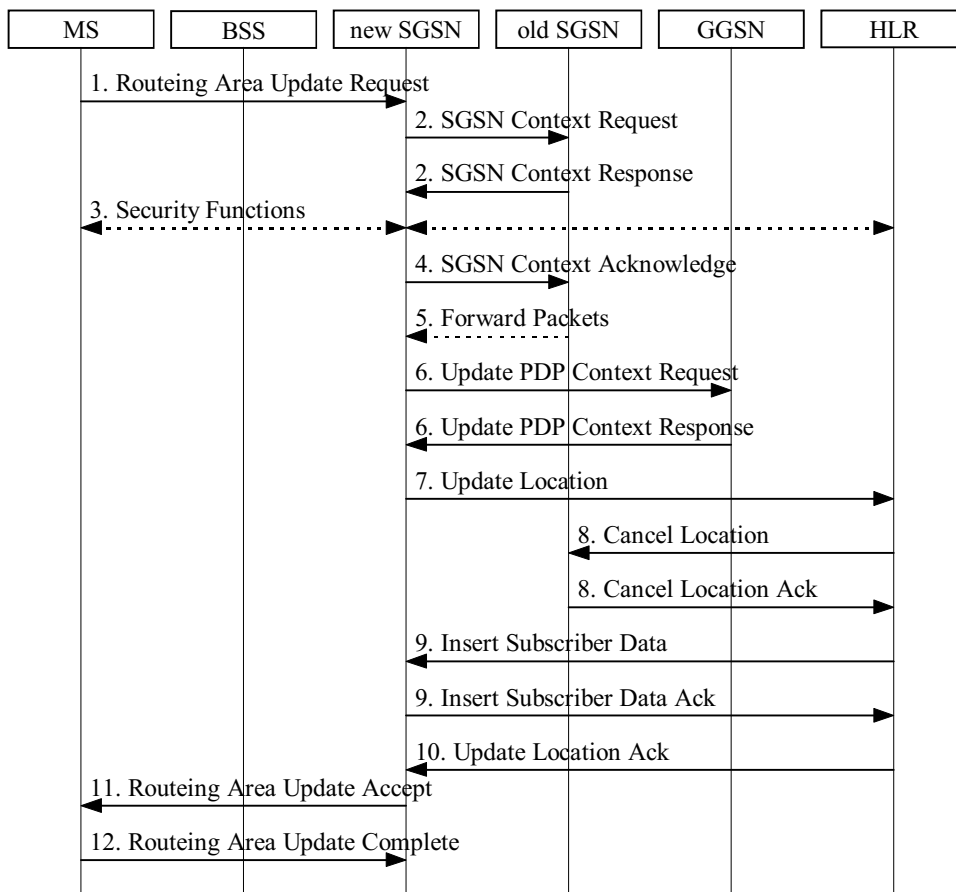 MS BSS new SGSN old SGSN GGSN HLR
1. Routeing Area Update Request
2. SGSN Context Request
2. SGSN Context Response
3. Security Functions
4. SGSN Context Acknowledge
5. Forward Packets
6. Update PDP Context Request
6. Update PDP Context Response
7. Update Location
8. Cancel Location
8. Cancel Location Ack
9. Insert Subscriber Data
9. Insert Subscriber Data Ack
10. Update Location Ack
11. Routeing Area Update Accept
12. Routeing Area Update Complete